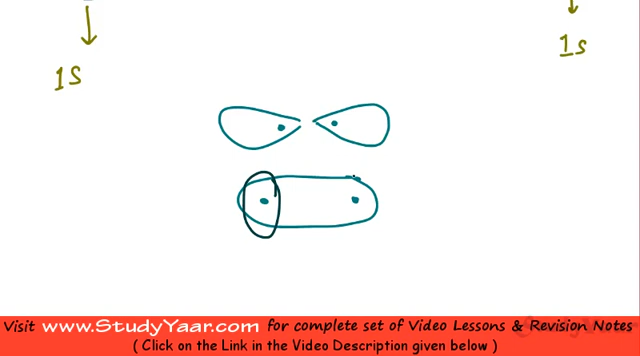 1S
1s
Visit www.StudyYaar.com for complete set of Video Lessons & Revision Notes
( Click on the Link in the Video Description given below )